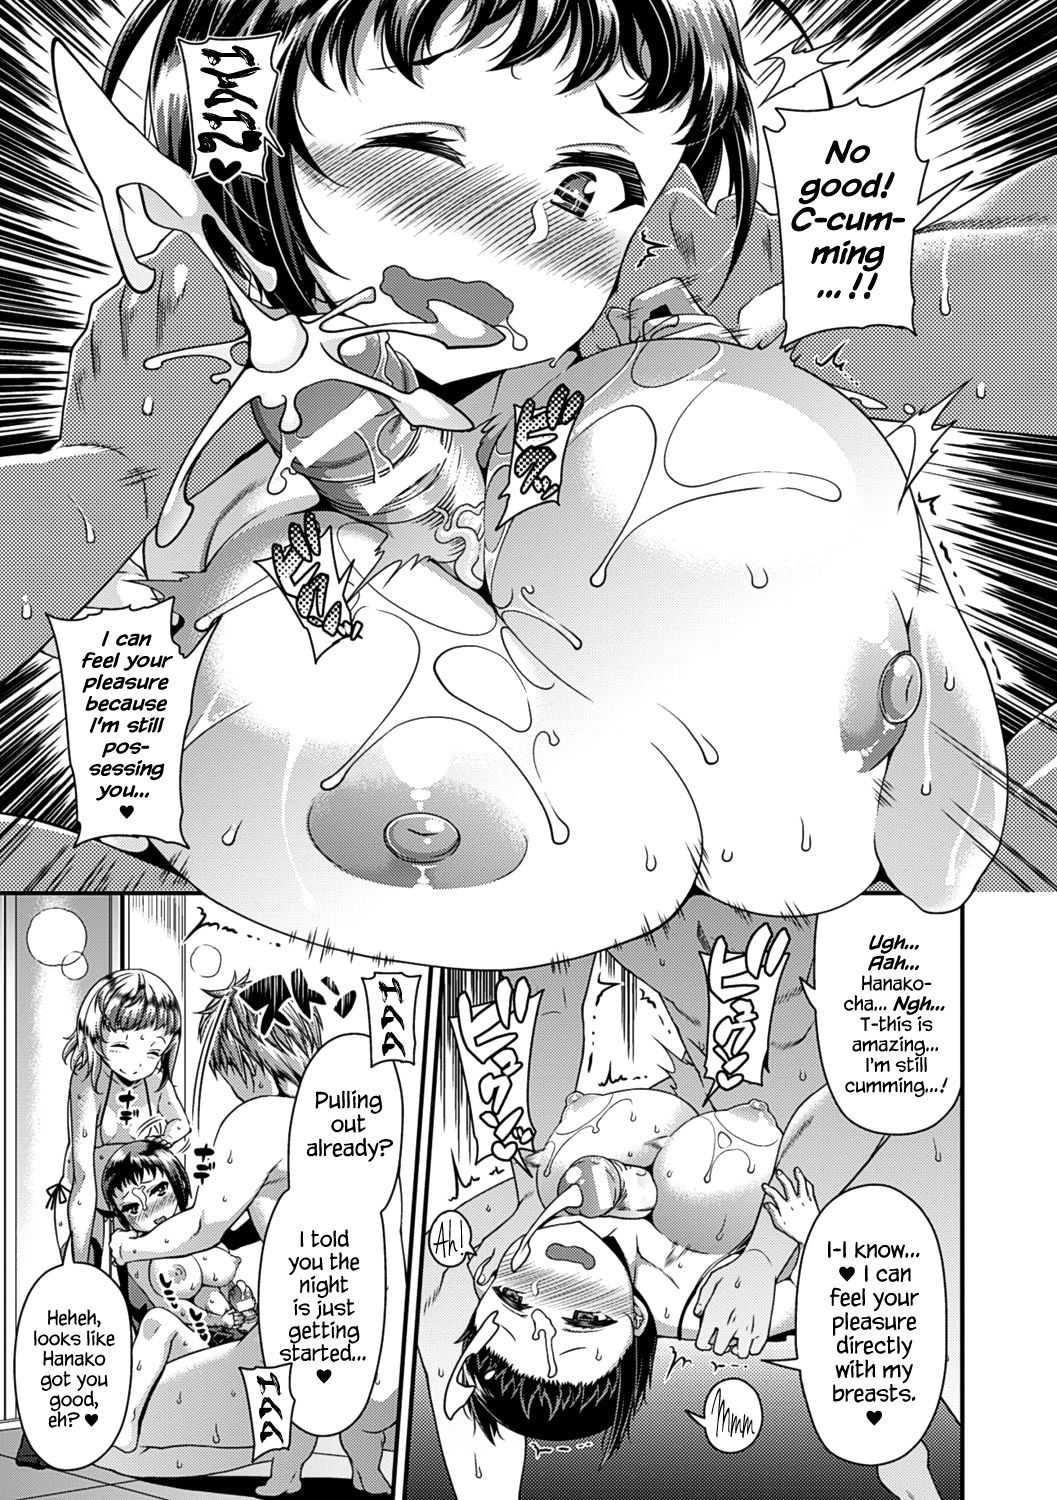 No
good!
C-cum-
ming
...!!
I can
feel your
pleasure
because
I'm still
pos-
sessing
you...
♥
Ugh...
Aah...
Hanako-
cha... Ngh...
T-this is
amazing...
I'm still
cumming...!
I-I know...
♥ I can
feel your
pleasure
directly
with my
breasts.
♥
Ah!
Mmm
Pulling
out
already?
I told
you the
night
is just
getting
started...
♥
Heheh,
looks like
Hanako
got you
good,
eh? ♥